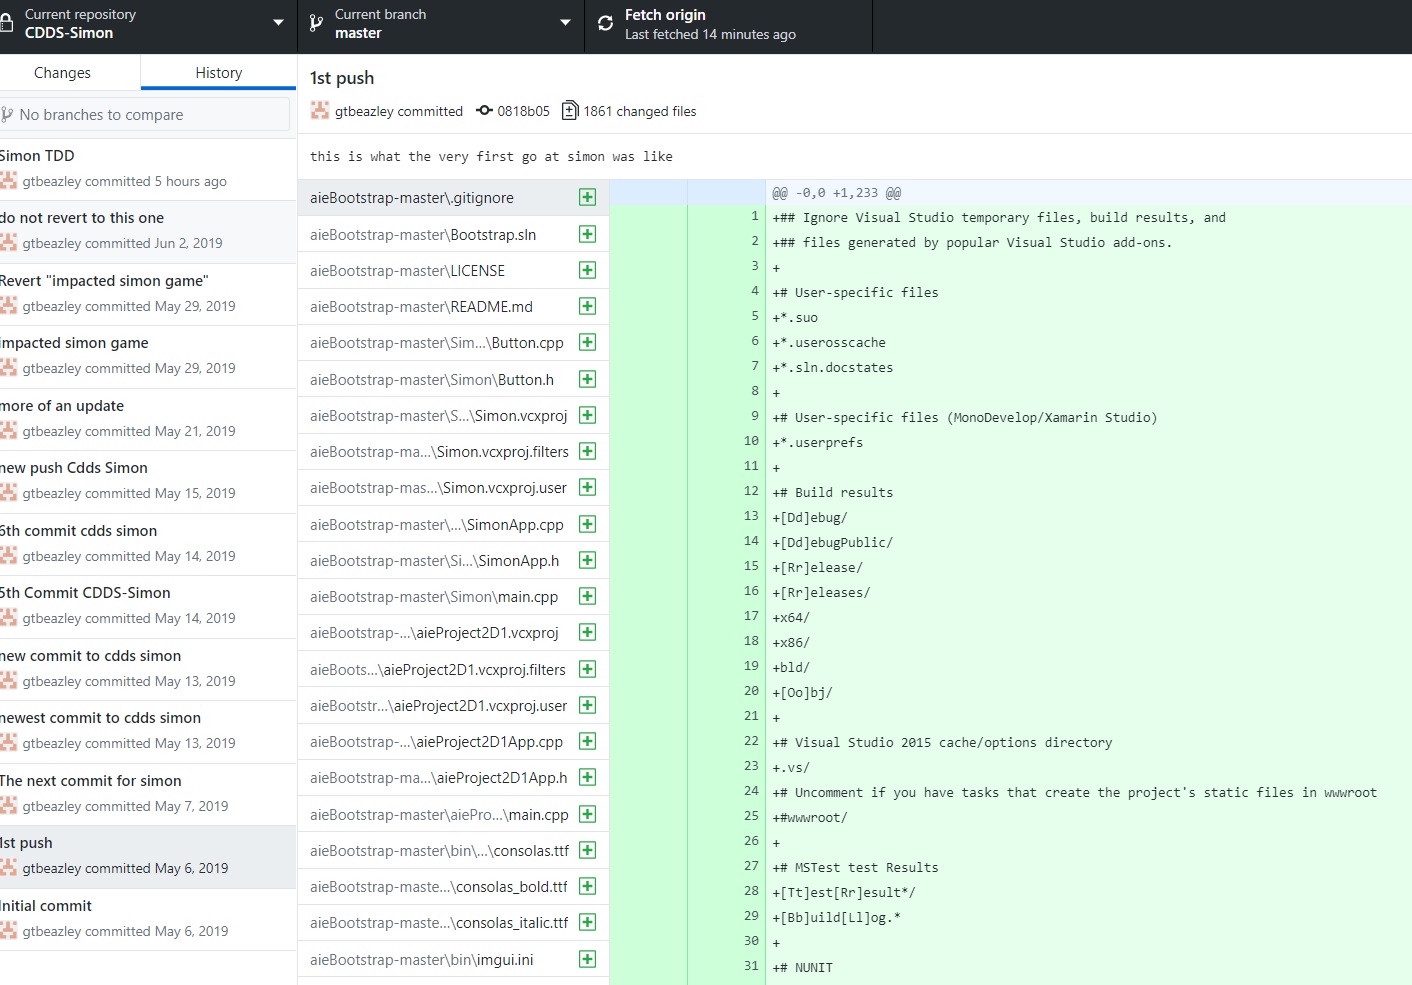 Current repository
CDDS-Simon
Current branch
master
Fetch origin
Last fetched 14 minutes ago
Changes
History
No branches to compare
Simon TDD
gtbeazley committed 5 hours ago
do not revert to this one
gtbeazley committed Jun 2, 2019
Revert "impacted simon game"
gtbeazley committed May 29, 2019
impacted simon game
gtbeazley committed May 29, 2019
more of an update
gtbeazley committed May 21, 2019
new push Cdds Simon
gtbeazley committed May 15, 2019
6th commit cdds simon
gtbeazley committed May 14, 2019
5th Commit CDDS-Simon
gtbeazley committed May 14, 2019
new commit to cdds simon
gtbeazley committed May 13, 2019
newest commit to cdds simon
gtbeazley committed May 13, 2019
The next commit for simon
gtbeazley committed May 7, 2019
1st push
gtbeazley committed May 6, 2019
Initial commit
gtbeazley committed May 6, 2019
1st push
gtbeazley committed 0818b05 1861 changed files
this is what the very first go at simon was like
aieBootstrap-master\.gitignore
aieBootstrap-master\Bootstrap.sln
aieBootstrap-master\LICENSE
aieBootstrap-master\README.md
aieBootstrap-master\Sim...\Button.cpp
aieBootstrap-master\Simon\Button.h
aieBootstrap-master\S...\Simon.vcxproj
aieBootstrap-ma...\Simon.vcxproj.filters
aieBootstrap-mas...\Simon.vcxproj.user
aieBootstrap-master\...\SimonApp.cpp
aieBootstrap-master\Si...\SimonApp.h
aieBootstrap-master\Simon\main.cpp
aieBootstrap-...\aieProject2D1.vcxproj
aieBoots...\aieProject2D1.vcxproj.filters
aieBootstr...\aieProject2D1.vcxproj.user
aieBootstrap-...\aieProject2D1App.cpp
aieBootstrap-ma...\aieProject2D1App.h
aieBootstrap-master\aiePro...\main.cpp
aieBootstrap-master\bin\...\consolas.ttf
aieBootstrap-maste...\consolas_bold.ttf
aieBootstrap-master...\consolas_italic.ttf
aieBootstrap-master\bin\imgui.ini
@@ -0,0 +1,233 @@
1 +## Ignore Visual Studio temporary files, build results, and
2 +## files generated by popular Visual Studio add-ons.
3 +
4 +# User-specific files
5 +*.suo
6 +*.userosscache
7 +*.sln.docstates
8 +
9 +# User-specific files (MonoDevelop/Xamarin Studio)
10 +*.userprefs
11 +
12 +# Build results
13 +[Dd]ebug/
14 +[Dd]ebugPublic/
15 +[Rr]elease/
16 +[Rr]eleases/
17 +x64/
18 +x86/
19 +bld/
20 +[Oo]bj/
21 +
22 +# Visual Studio 2015 cache/options directory
23 +.vs/
24 +# Uncomment if you have tasks that create the project's static files in wwwroot
25 +#wwwroot/
26 +
27 +# MSTest test Results
28 +[Tt]est[Rr]esult*/
29 +[Bb]uild[Ll]og.*
30 +
31 +# NUNIT